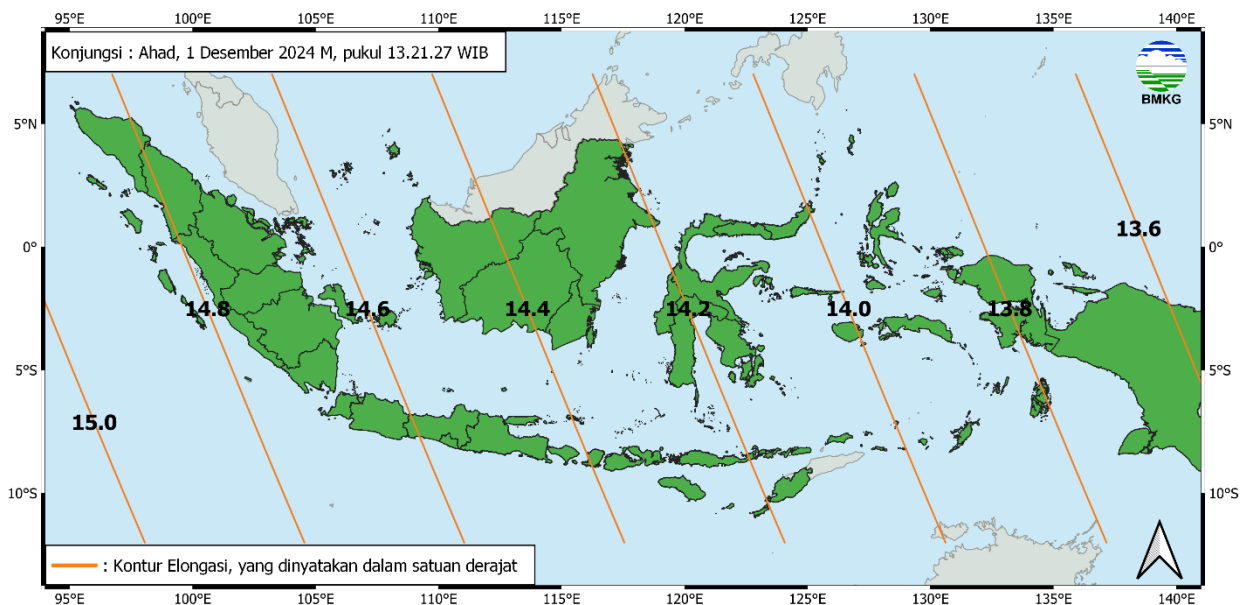 95°E 100°E 105°E 110°E 115°E 120°E 125°E 130°E 135°E 140°E
Konjungsi : Ahad, 1 Desember 2024 M, pukul 13.21.27 WIB
BMKG
5°N 5°N
13.6
0° 0°
14.8 14.6 14.4 14.2 14.0 13.8
5°S 5°S
15.0
10°S 10°S
: Kontur Elongasi, yang dinyatakan dalam satuan derajat
95°E 100°E 105°E 110°E 115°E 120°E 125°E 130°E 135°E 140°E